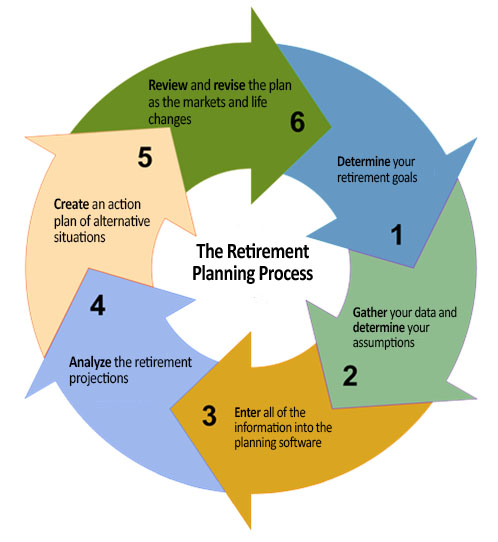 The Retirement
Planning Process
1
Determine your
retirement goals
2
Gather your data and
determine your
assumptions
3
Enter all of the
information into the
planning software
4
Analyze the retirement
projections
5
Create an action
plan of alternative
situations
6
Review and revise the plan
as the markets and life
changes